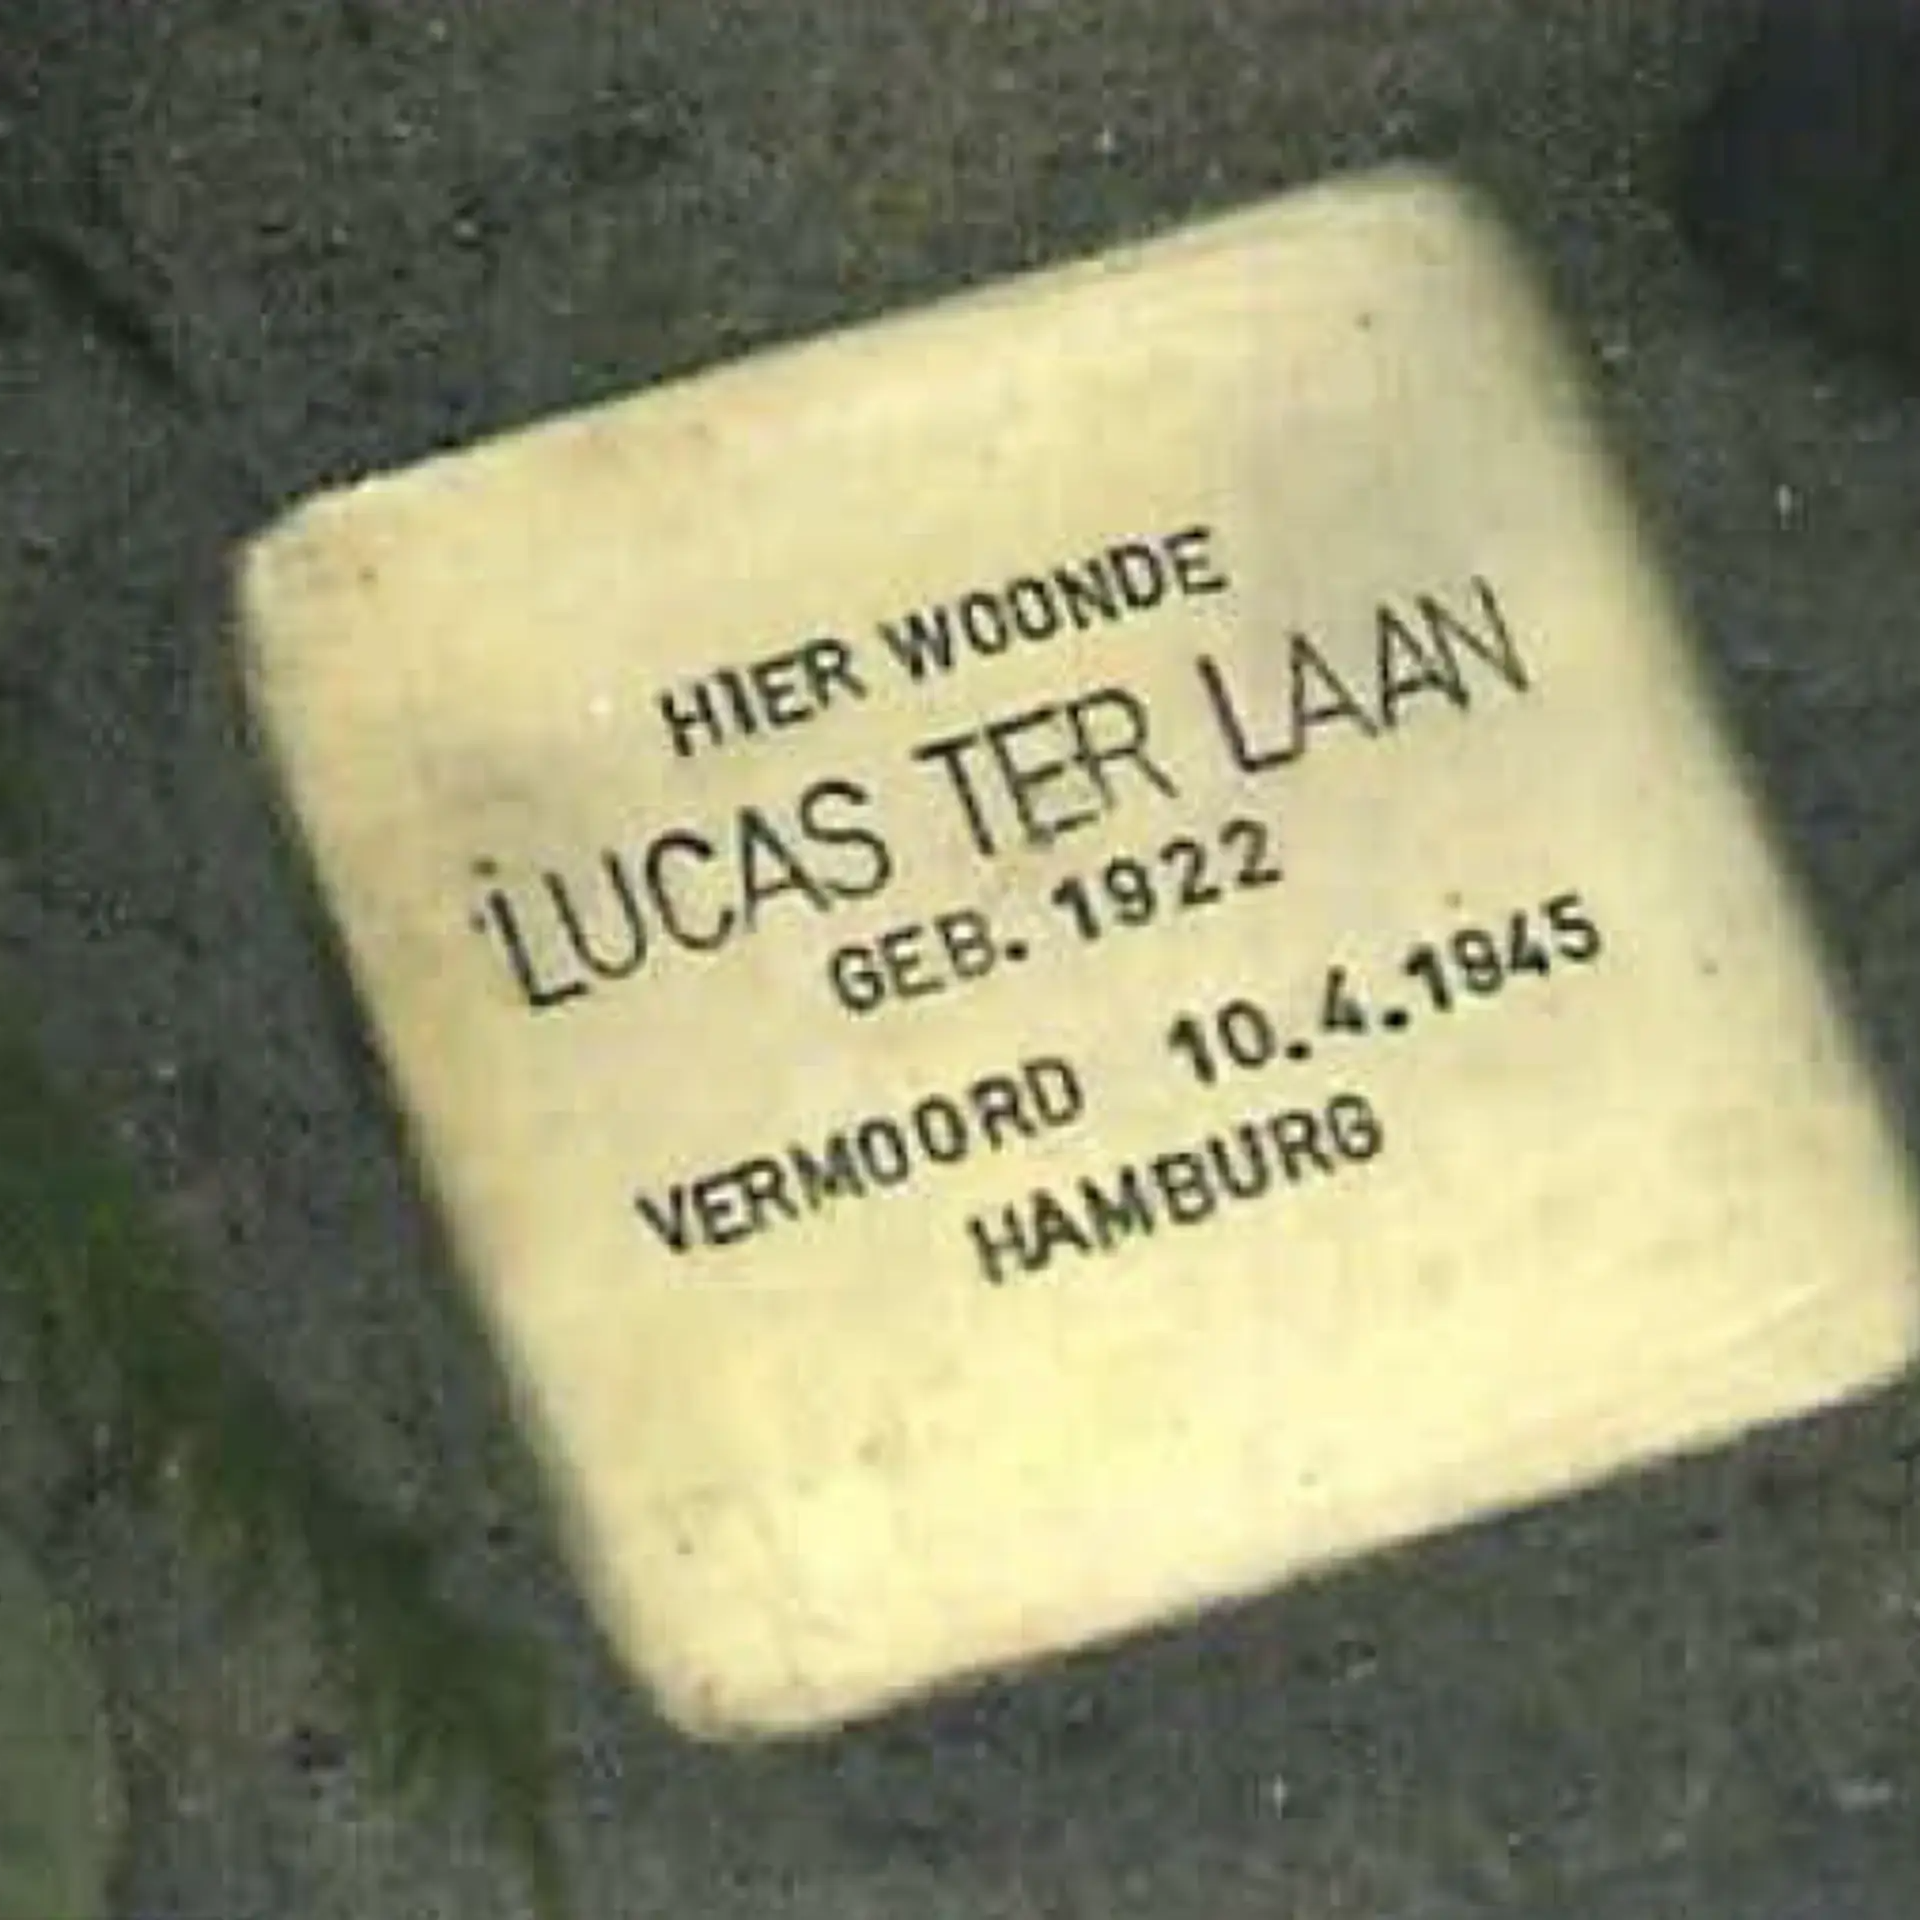 HIER WOONDE
LUCAS TER LAAN
GEB. 1922
VERMOORD 10.4.1945
HAMBURG